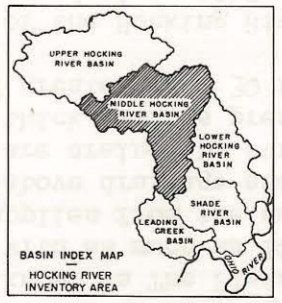 UPPER HOCKING
RIVER BASIN
MIDDLE HOCKING
RIVER BASIN
LOWER
HOCKING
RIVER
BASIN
SHADE
RIVER
BASIN
LEADING
CREEK
BASIN
OHIO RIVER
BASIN INDEX MAP
HOCKING RIVER
INVENTORY AREA